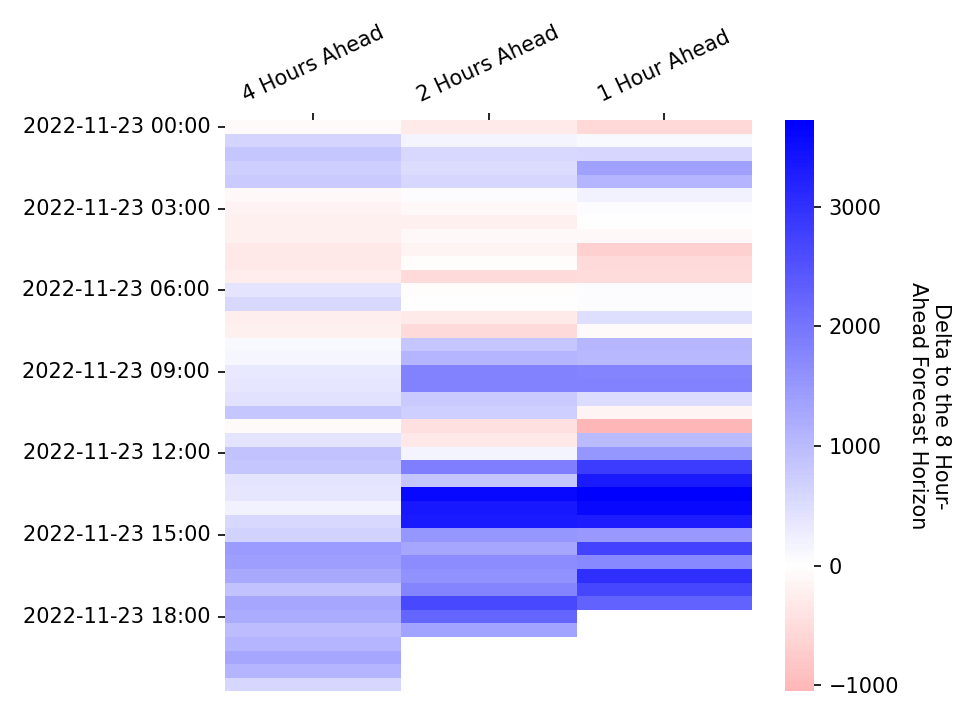 4 Hours Ahead
2 Hours Ahead
1 Hour Ahead
2022-11-23 00:00
2022-11-23 03:00
2022-11-23 06:00
2022-11-23 09:00
2022-11-23 12:00
2022-11-23 15:00
2022-11-23 18:00
3000
2000
1000
0
−1000
Delta to the 8 Hour-
Ahead Forecast Horizon